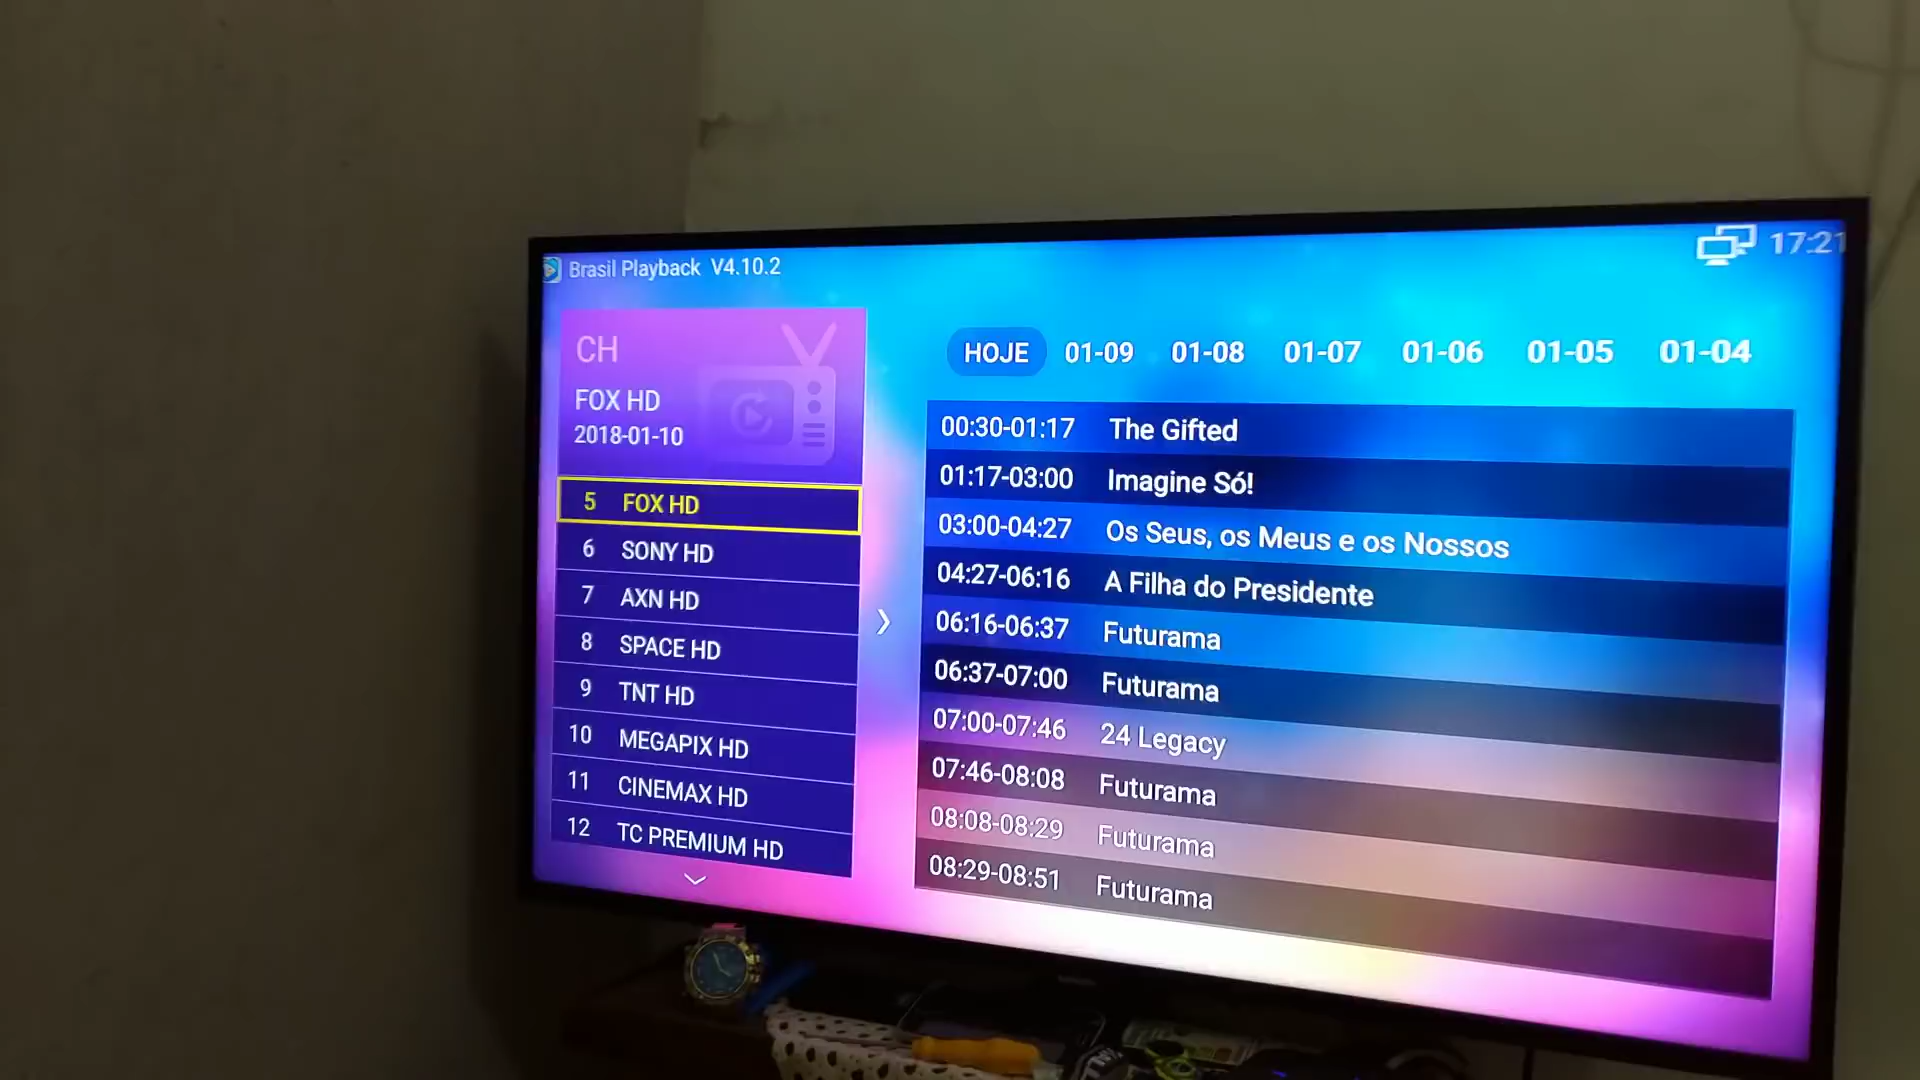 Brasil Playback V4.10.2
17:21
CH
FOX HD
2018-01-10
5 FOX HD
6 SONY HD
7 AXN HD
8 SPACE HD
9 TNT HD
10 MEGAPIX HD
11 CINEMAX HD
12 TC PREMIUM HD
HOJE 01-09 01-08 01-07 01-06 01-05 01-04
00:30-01:17 The Gifted
01:17-03:00 Imagine Só!
03:00-04:27 Os Seus, os Meus e os Nossos
04:27-06:16 A Filha do Presidente
06:16-06:37 Futurama
06:37-07:00 Futurama
07:00-07:46 24 Legacy
07:46-08:08 Futurama
08:08-08:29 Futurama
08:29-08:51 Futurama